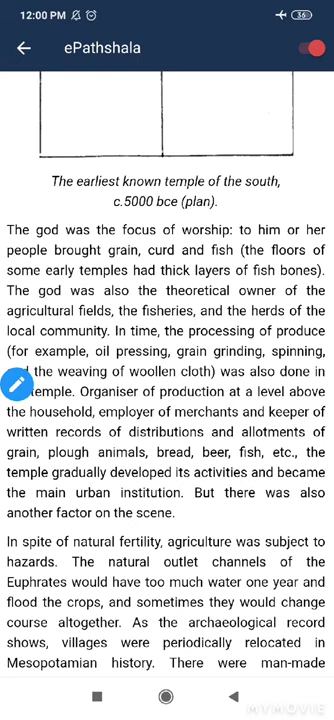 12:00 PM
36
ePathshala
The earliest known temple of the south,
c.5000 bce (plan).
The god was the focus of worship: to him or her
people brought grain, curd and fish (the floors of
some early temples had thick layers of fish bones).
The god was also the theoretical owner of the
agricultural fields, the fisheries, and the herds of the
local community. In time, the processing of produce
(for example, oil pressing, grain grinding, spinning,
the weaving of woollen cloth) was also done in
temple. Organiser of production at a level above
the household, employer of merchants and keeper of
written records of distributions and allotments of
grain, plough animals, bread, beer, fish, etc., the
temple gradually developed its activities and became
the main urban institution. But there was also
another factor on the scene.
In spite of natural fertility, agriculture was subject to
hazards. The natural outlet channels of the
Euphrates would have too much water one year and
flood the crops, and sometimes they would change
course altogether. As the archaeological record
shows, villages were periodically relocated in
Mesopotamian history. There were man-made
MYMOVIE